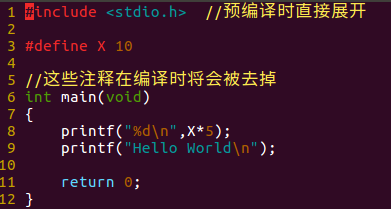 1 #include <stdio.h>  //预编译时直接展开
2
3 #define X 10
4
5 //这些注释在编译时将会被去掉
6 int main(void)
7 {
8     printf("%d\n",X*5);
9     printf("Hello World\n");
10
11     return 0;
12 }